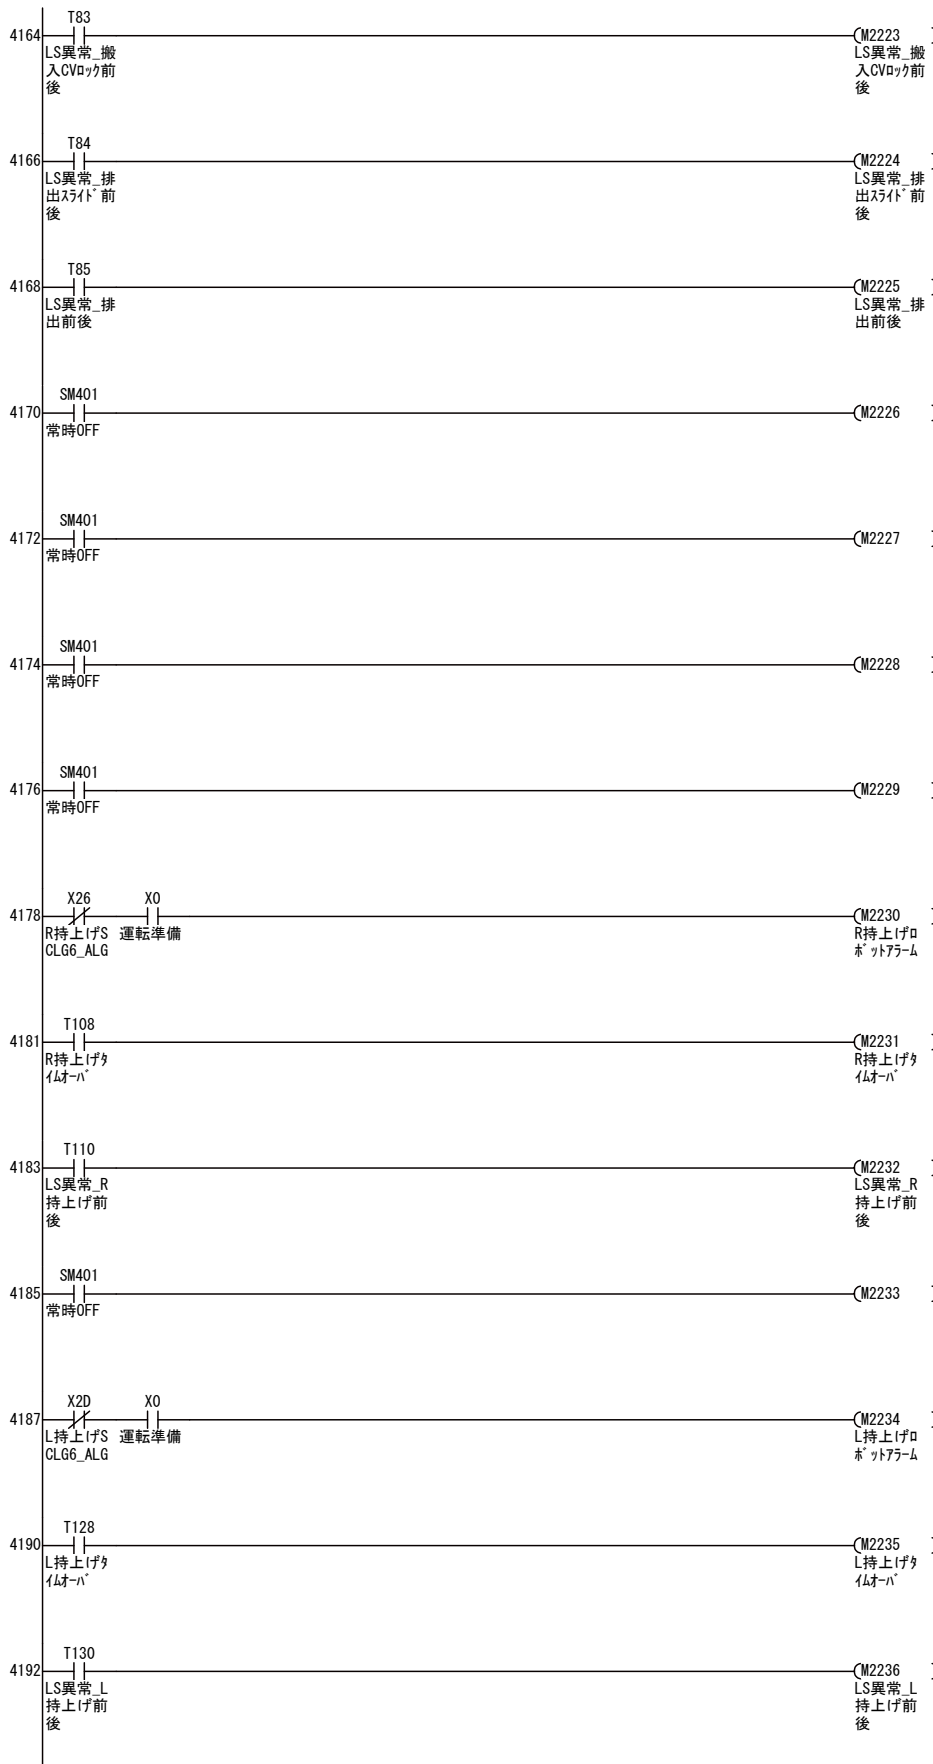 T83
4164 (M2223 )
LS異常_搬 LS異常_搬
入CVﾛｯｸ前 入CVﾛｯｸ前
後 後
T84
4166 (M2224 )
LS異常_排 LS異常_排
出ｽﾗｲﾄﾞ前 出ｽﾗｲﾄﾞ前
後 後
T85
4168 (M2225 )
LS異常_排 LS異常_排
出前後 出前後
SM401
4170 (M2226 )
常時OFF
SM401
4172 (M2227 )
常時OFF
SM401
4174 (M2228 )
常時OFF
SM401
4176 (M2229 )
常時OFF
X26 X0
4178 (M2230 )
R持上げS 運転準備 R持上げﾛ
CLG6_ALG ﾎﾞｯﾄｱﾗｰﾑ
T108
4181 (M2231 )
R持上げﾀ R持上げﾀ
ｲﾑｵｰﾊﾞ ｲﾑｵｰﾊﾞ
T110
4183 (M2232 )
LS異常_R LS異常_R
持上げ前 持上げ前
後 後
SM401
4185 (M2233 )
常時OFF
X2D X0
4187 (M2234 )
L持上げS 運転準備 L持上げﾛ
CLG6_ALG ﾎﾞｯﾄｱﾗｰﾑ
T128
4190 (M2235 )
L持上げﾀ L持上げﾀ
ｲﾑｵｰﾊﾞ ｲﾑｵｰﾊﾞ
T130
4192 (M2236 )
LS異常_L LS異常_L
持上げ前 持上げ前
後 後